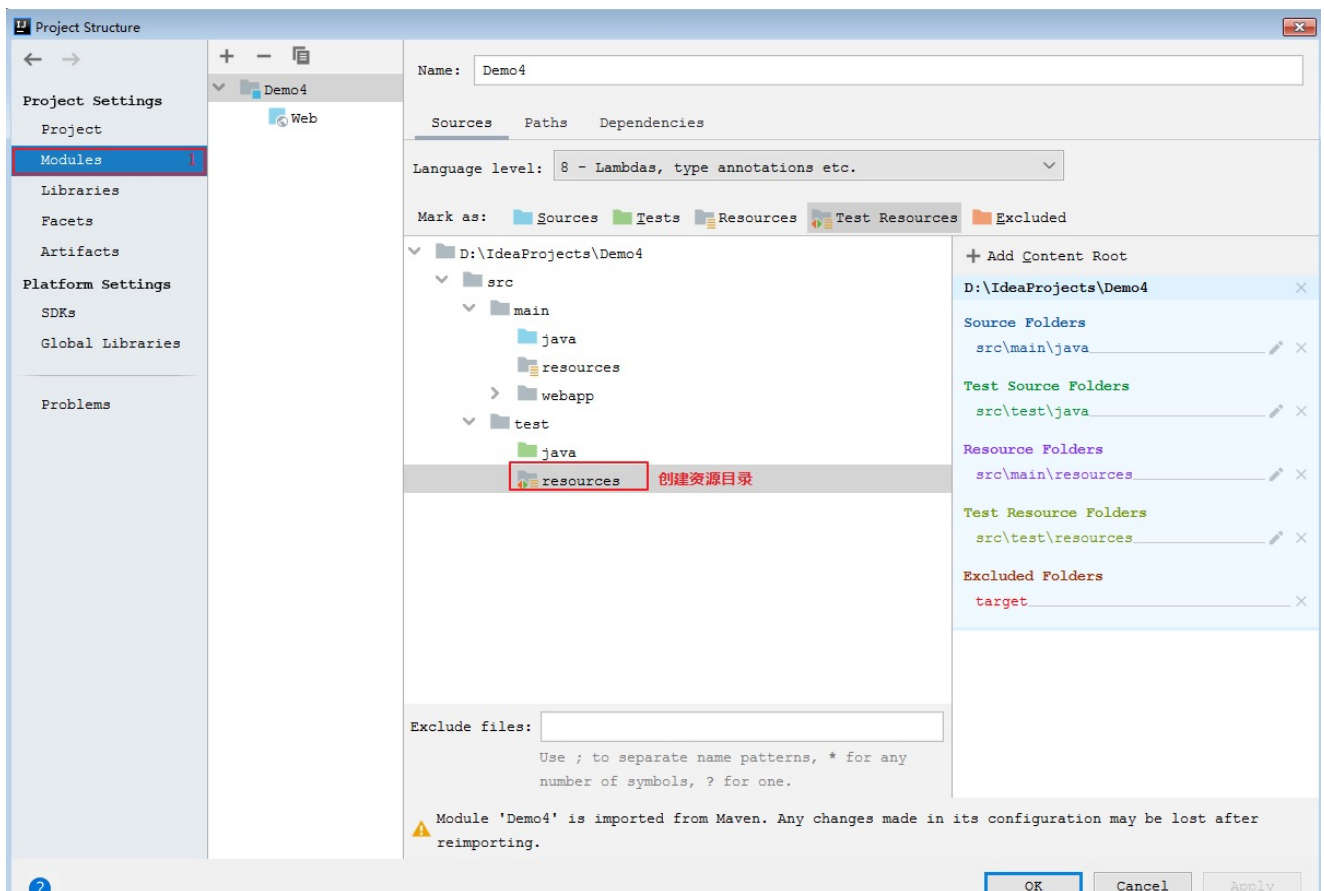 Project Structure
Project Settings
Project
Modules 1
Libraries
Facets
Artifacts
Platform Settings
SDKs
Global Libraries
Problems
Demo4
Web
Name: Demo4
Sources Paths Dependencies
Language level: 8 - Lambdas, type annotations etc.
Mark as: Sources Tests Resources Test Resources Excluded
D:\IdeaProjects\Demo4
src
main
java
resources
webapp
test
java
resources 创建资源目录
+ Add Content Root
D:\IdeaProjects\Demo4
Source Folders
src\main\java
Test Source Folders
src\test\java
Resource Folders
src\main\resources
Test Resource Folders
src\test\resources
Excluded Folders
target
Exclude files:
Use ; to separate name patterns, * for any
number of symbols, ? for one.
Module 'Demo4' is imported from Maven. Any changes made in its configuration may be lost after
reimporting.
? OK Cancel Apply